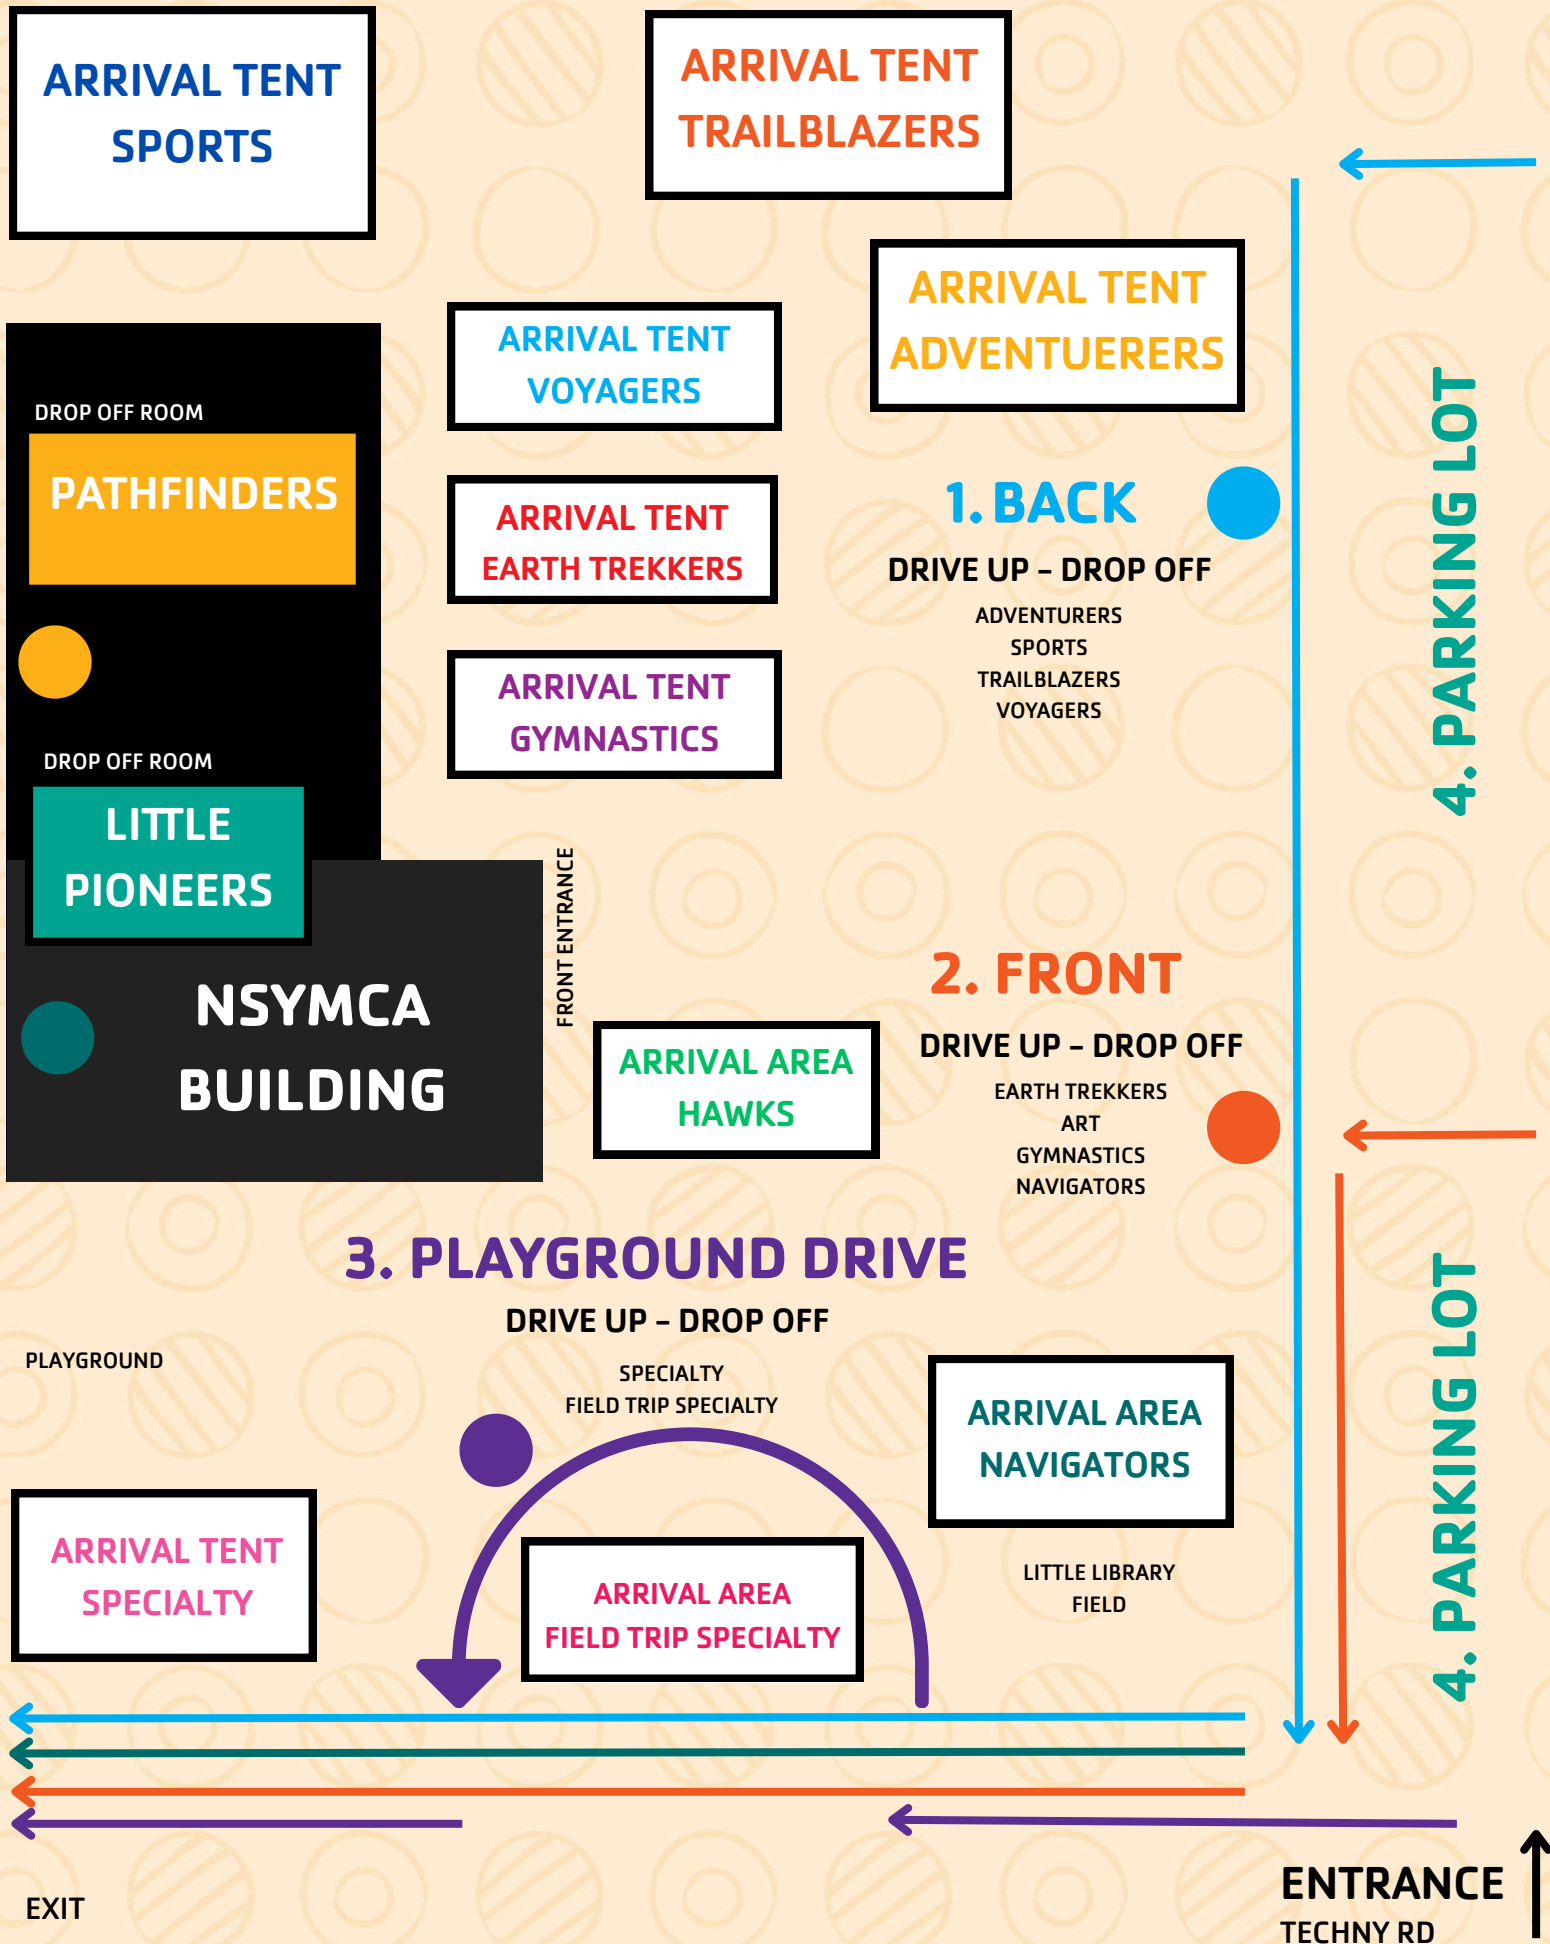 ARRIVAL TENT
SPORTS
ARRIVAL TENT
TRAILBLAZERS
ARRIVAL TENT
ADVENTUERERS
ARRIVAL TENT
VOYAGERS
DROP OFF ROOM
PATHFINDERS
ARRIVAL TENT
EARTH TREKKERS
1. BACK
DRIVE UP – DROP OFF
ADVENTURERS
SPORTS
TRAILBLAZERS
VOYAGERS
4. PARKING LOT
ARRIVAL TENT
GYMNASTICS
DROP OFF ROOM
LITTLE
PIONEERS
NSYMCA
BUILDING
FRONT ENTRANCE
ARRIVAL AREA
HAWKS
2. FRONT
DRIVE UP – DROP OFF
EARTH TREKKERS
ART
GYMNASTICS
NAVIGATORS
3. PLAYGROUND DRIVE
DRIVE UP – DROP OFF
SPECIALTY
FIELD TRIP SPECIALTY
PLAYGROUND
ARRIVAL AREA
NAVIGATORS
4. PARKING LOT
ARRIVAL TENT
SPECIALTY
ARRIVAL AREA
FIELD TRIP SPECIALTY
LITTLE LIBRARY
FIELD
EXIT
ENTRANCE
TECHNY RD